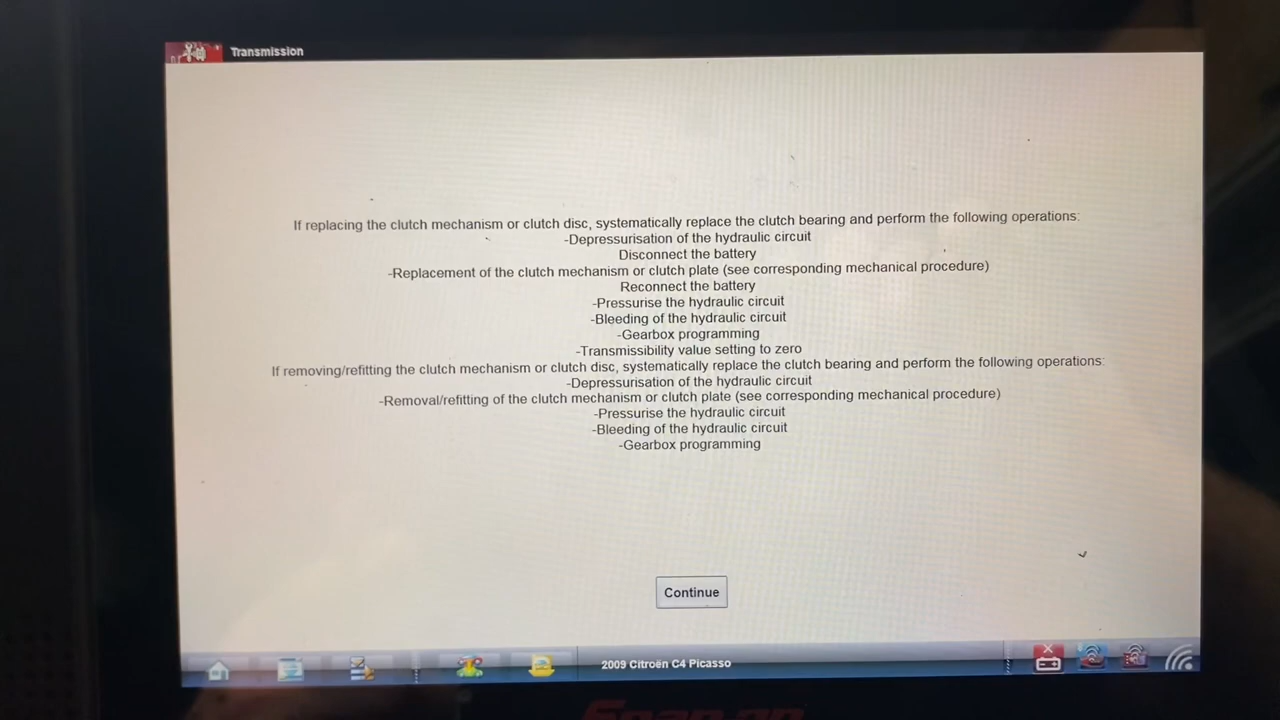 Transmission
If replacing the clutch mechanism or clutch disc, systematically replace the clutch bearing and perform the following operations:
-Depressurisation of the hydraulic circuit
Disconnect the battery
-Replacement of the clutch mechanism or clutch plate (see corresponding mechanical procedure)
Reconnect the battery
-Pressurise the hydraulic circuit
-Bleeding of the hydraulic circuit
-Gearbox programming
-Transmissibility value setting to zero
If removing/refitting the clutch mechanism or clutch disc, systematically replace the clutch bearing and perform the following operations:
-Depressurisation of the hydraulic circuit
-Removal/refitting of the clutch mechanism or clutch plate (see corresponding mechanical procedure)
-Pressurise the hydraulic circuit
-Bleeding of the hydraulic circuit
-Gearbox programming
Continue
2009 Citroën C4 Picasso